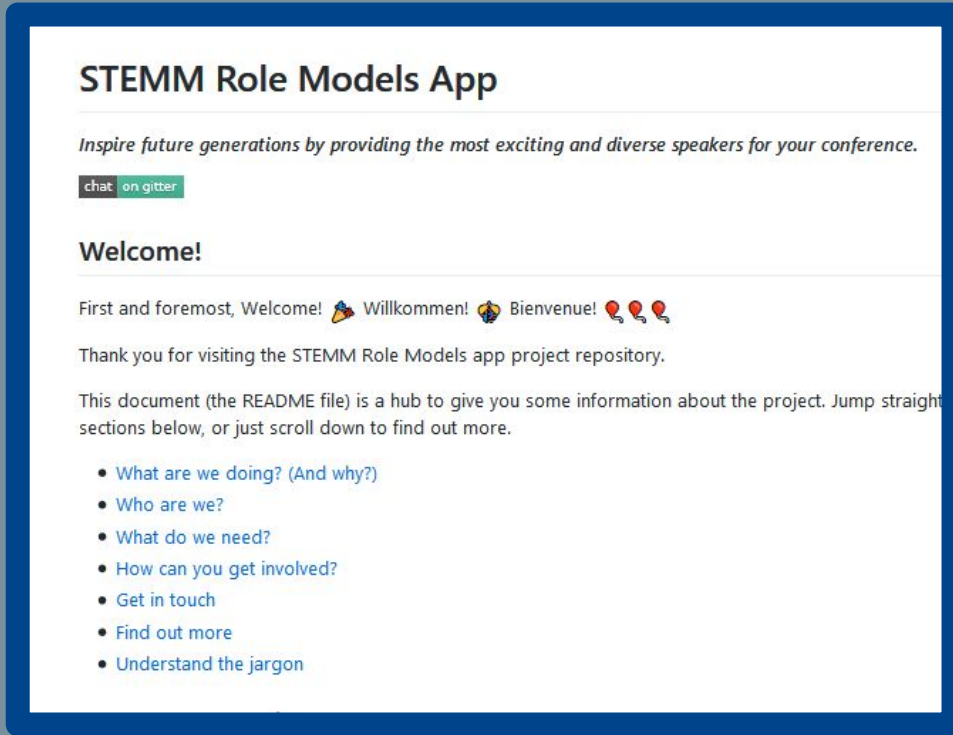 STEMM Role Models App
Inspire future generations by providing the most exciting and diverse speakers for your conference.
chat on gitter
Welcome!
First and foremost, Welcome! Willkommen! Bienvenue!
Thank you for visiting the STEMM Role Models app project repository.
This document (the README file) is a hub to give you some information about the project. Jump straight
sections below, or just scroll down to find out more.
What are we doing? (And why?)
Who are we?
What do we need?
How can you get involved?
Get in touch
Find out more
Understand the jargon